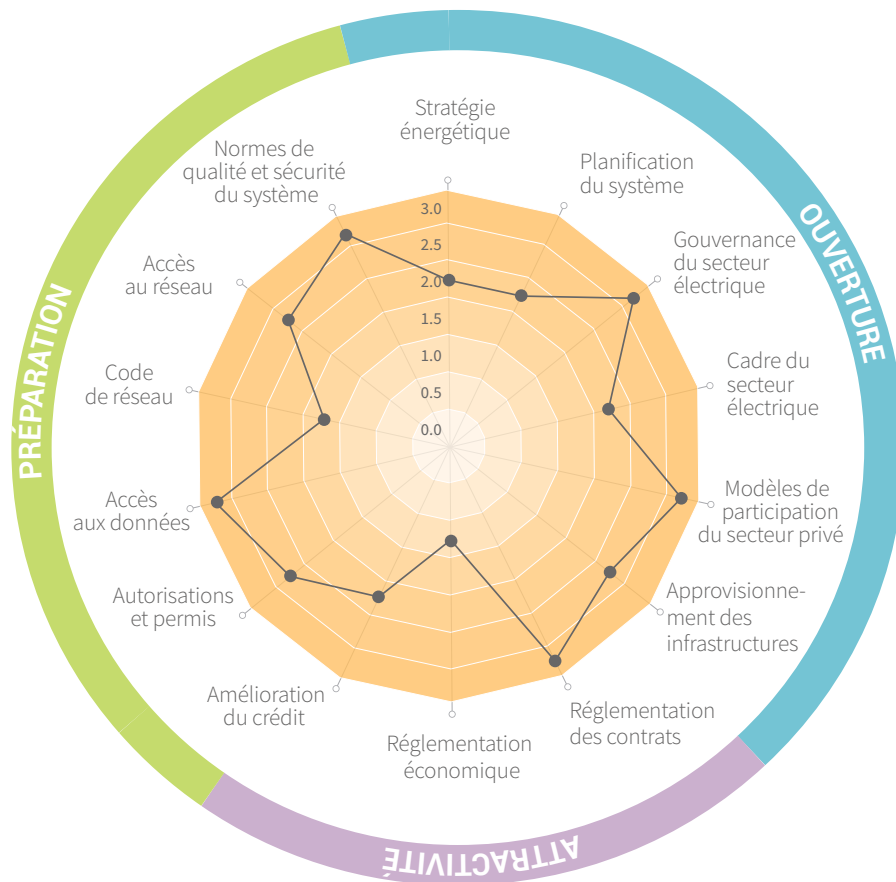 Stratégie
énergétique
Planification
du système
Gouvernance
du secteur
électrique
Cadre du
secteur
électrique
Modèles de
participation
du secteur privé
Approvisionne-
ment des
infrastructures
Réglementation
des contrats
Réglementation
économique
Amélioration
du crédit
Autorisations
et permis
Accès
aux données
Code
de réseau
Accès
au réseau
Normes de
qualité et sécurité
du système
3.0
2.5
2.0
1.5
1.0
0.5
0.0
OUVERTURE
ATTRACTIVITÉ
PRÉPARATION